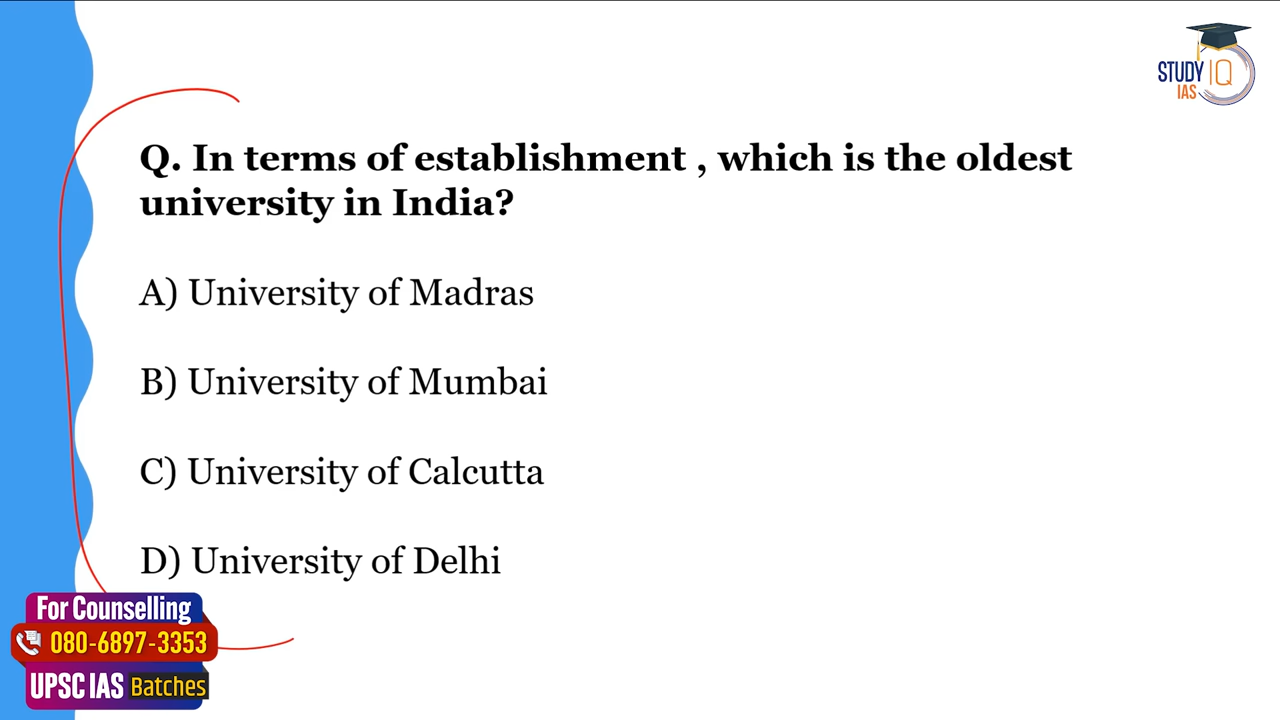 STUDY IQ
IAS
Q. In terms of establishment , which is the oldest
university in India?
A) University of Madras
B) University of Mumbai
C) University of Calcutta
D) University of Delhi
For Counselling
080-6897-3353
UPSC IAS Batches